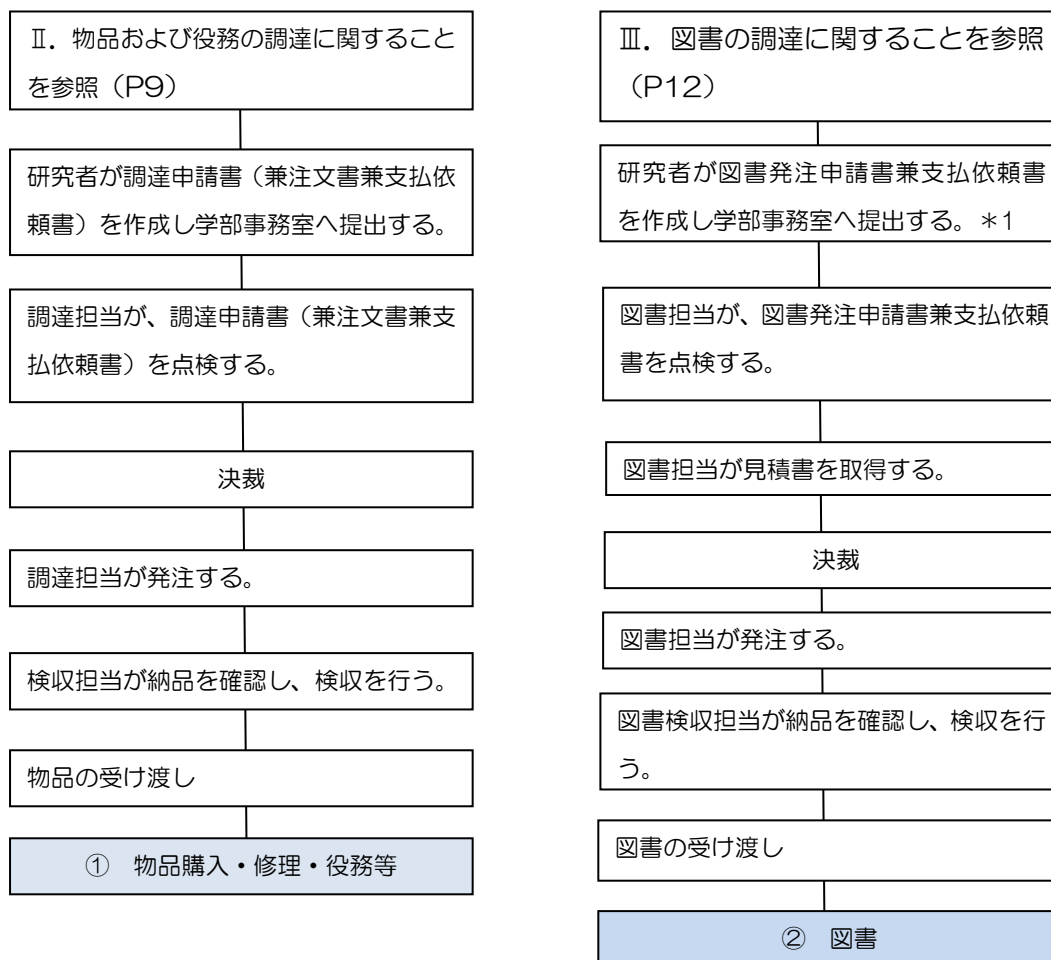 Ⅱ．物品および役務の調達に関すること
を参照（P9）
研究者が調達申請書（兼注文書兼支払依
頼書）を作成し学部事務室へ提出する。
調達担当が、調達申請書（兼注文書兼支
払依頼書）を点検する。
決裁
調達担当が発注する。
検収担当が納品を確認し、検収を行う。
物品の受け渡し
①　物品購入・修理・役務等
Ⅲ．図書の調達に関することを参照
（P12）
研究者が図書発注申請書兼支払依頼書
を作成し学部事務室へ提出する。＊1
図書担当が、図書発注申請書兼支払依頼
書を点検する。
図書担当が見積書を取得する。
決裁
図書担当が発注する。
図書検収担当が納品を確認し、検収を行
う。
図書の受け渡し
②　図書